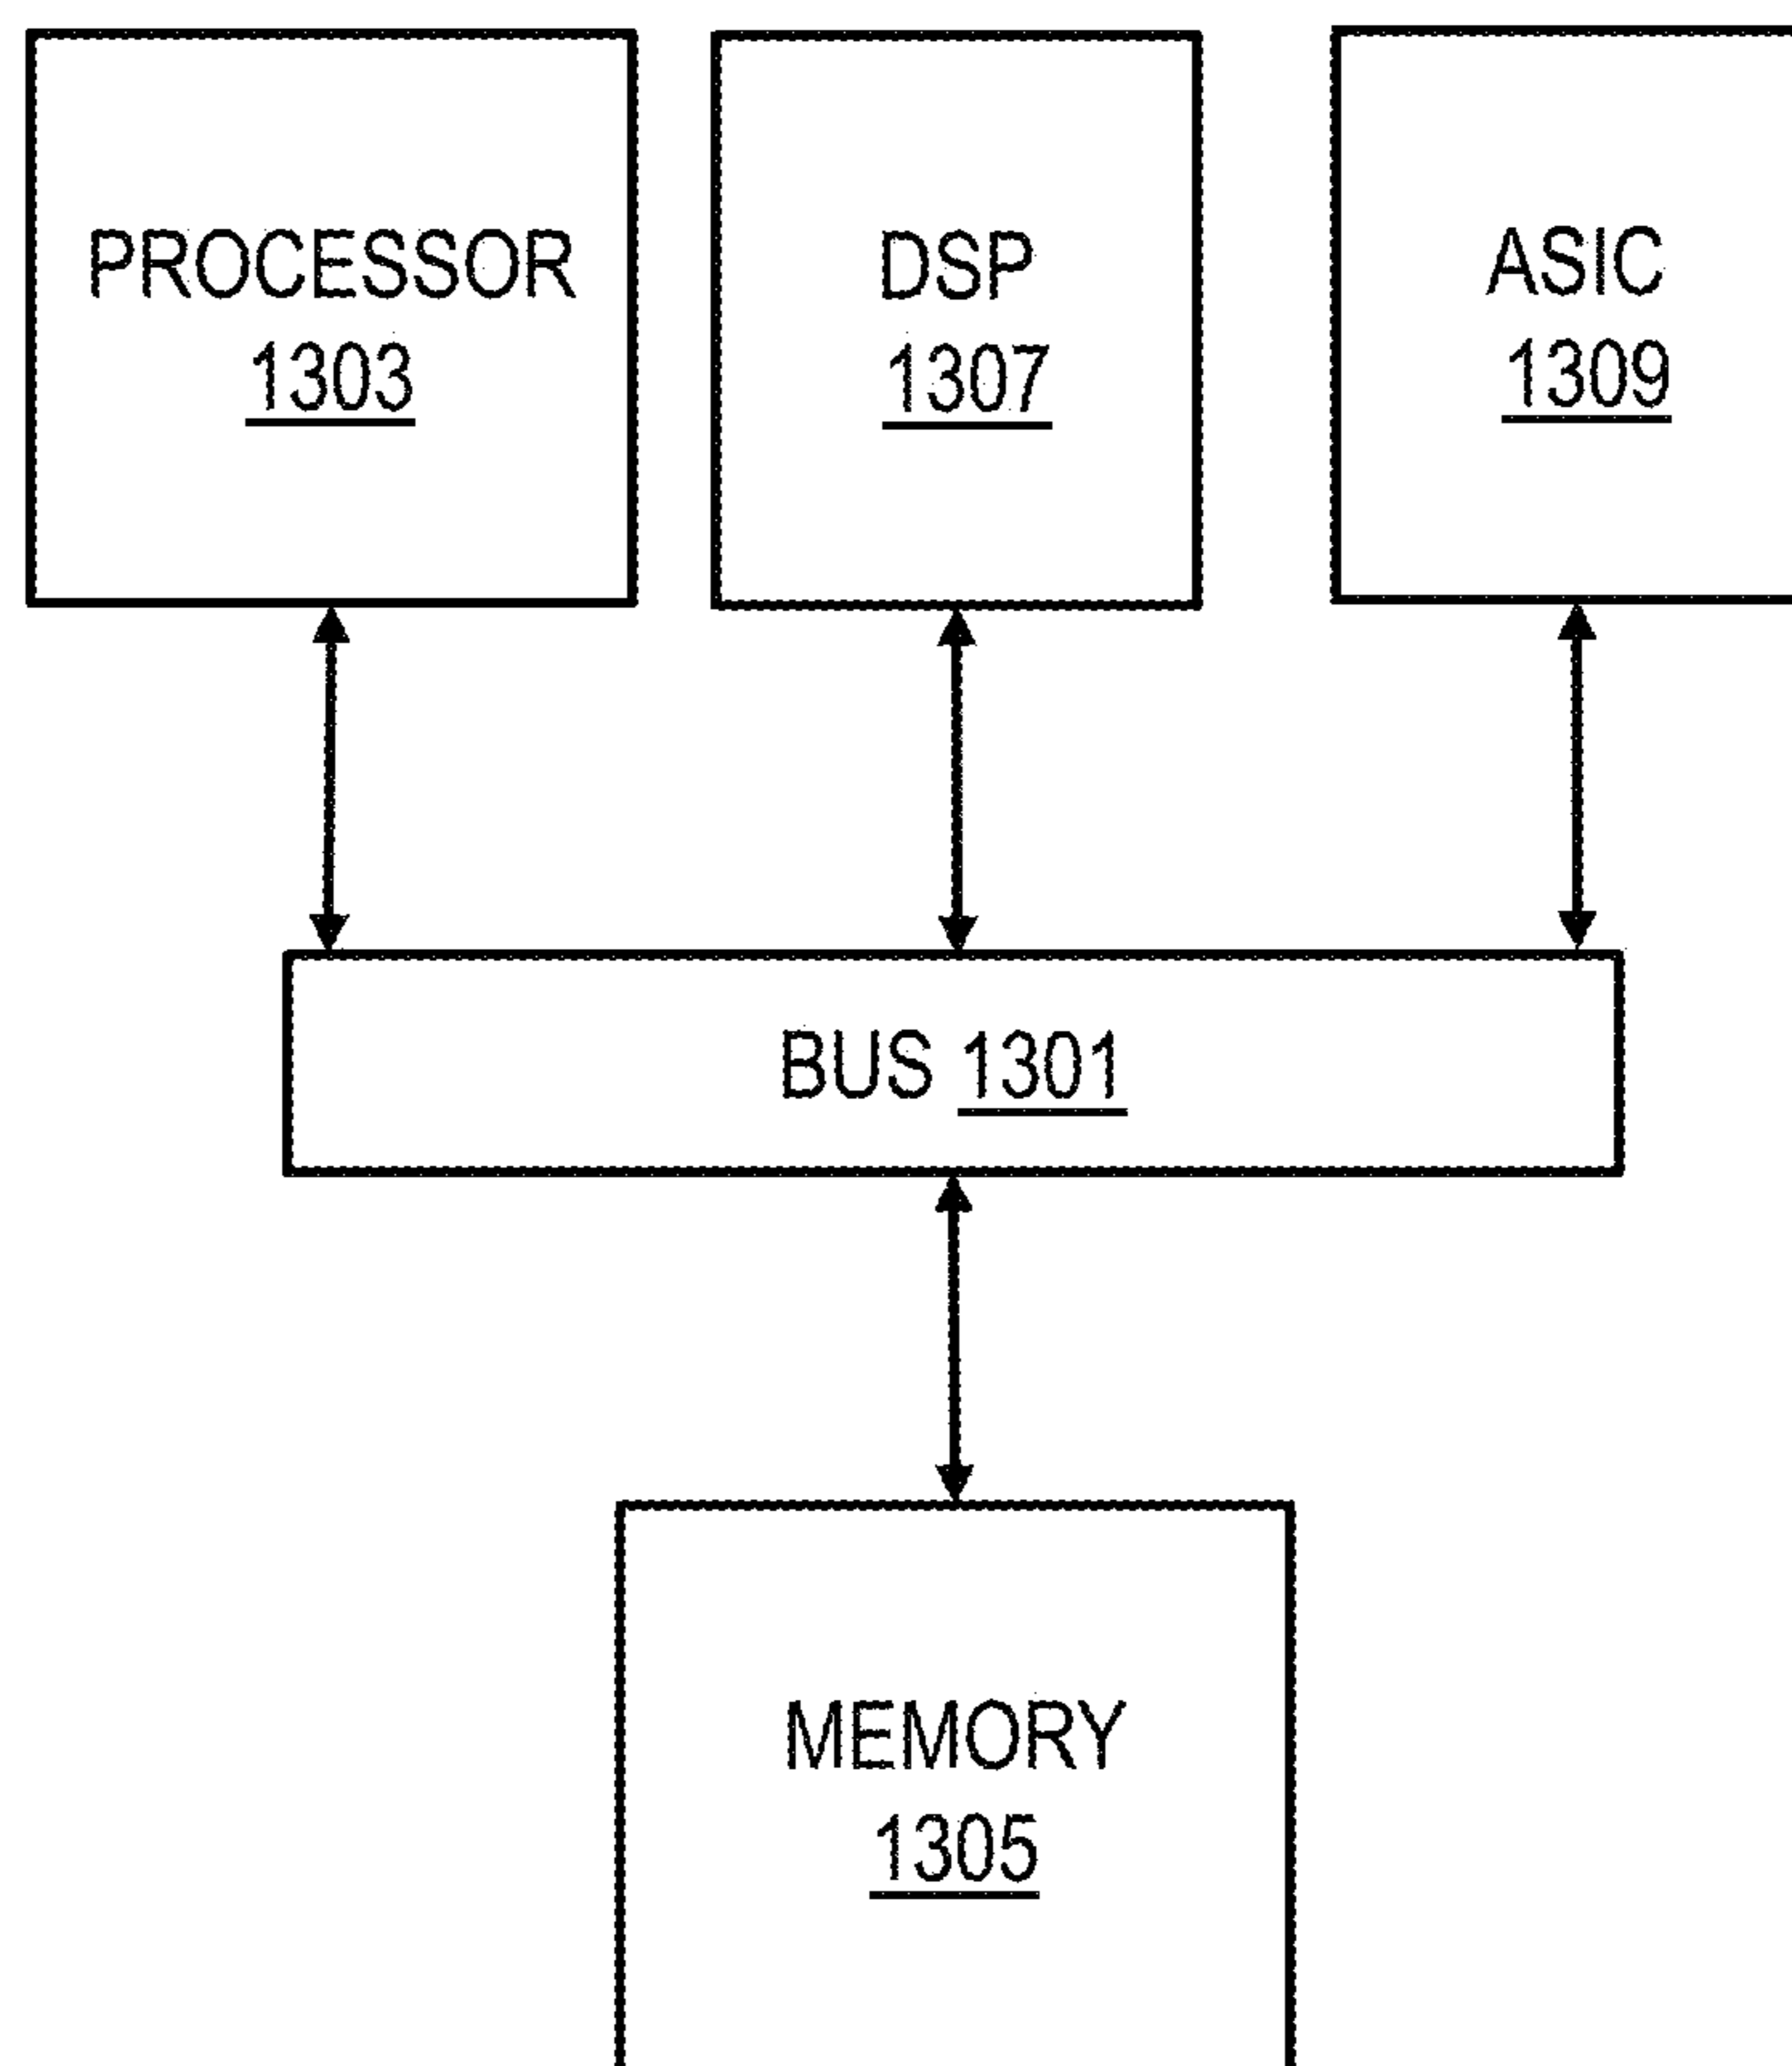 PROCESSOR
1303
DSP
1307
ASIC
1309
BUS 1301
MEMORY
1305